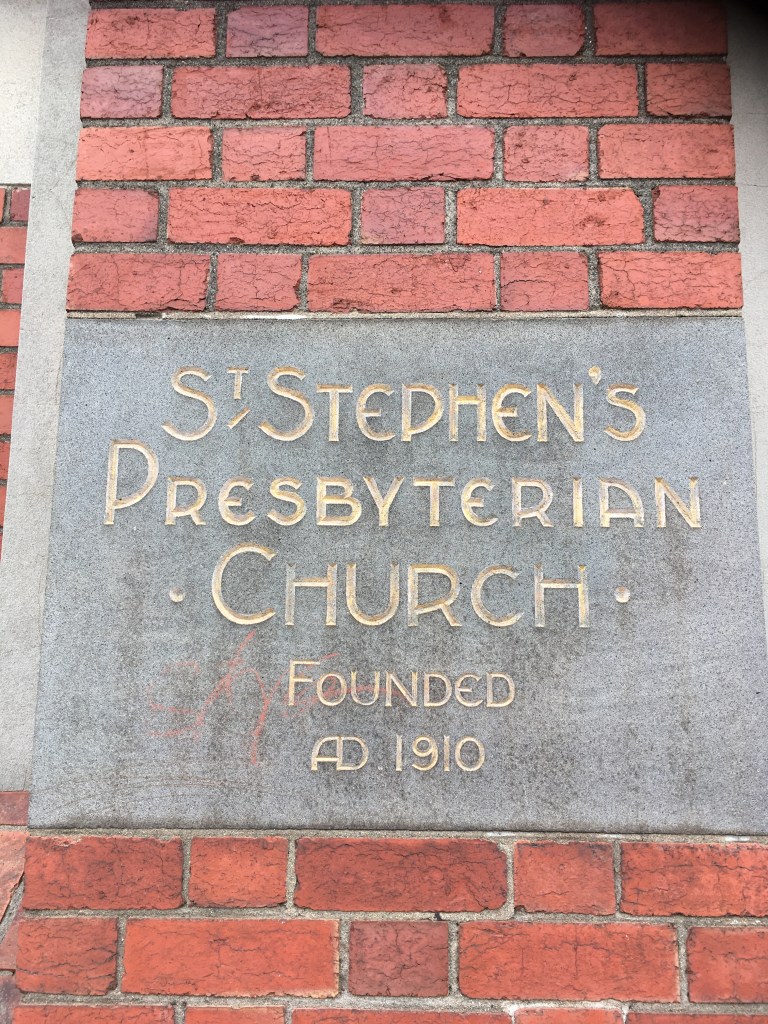 St Stephen's
Presbyterian
· Church ·
Founded
AD. 1910